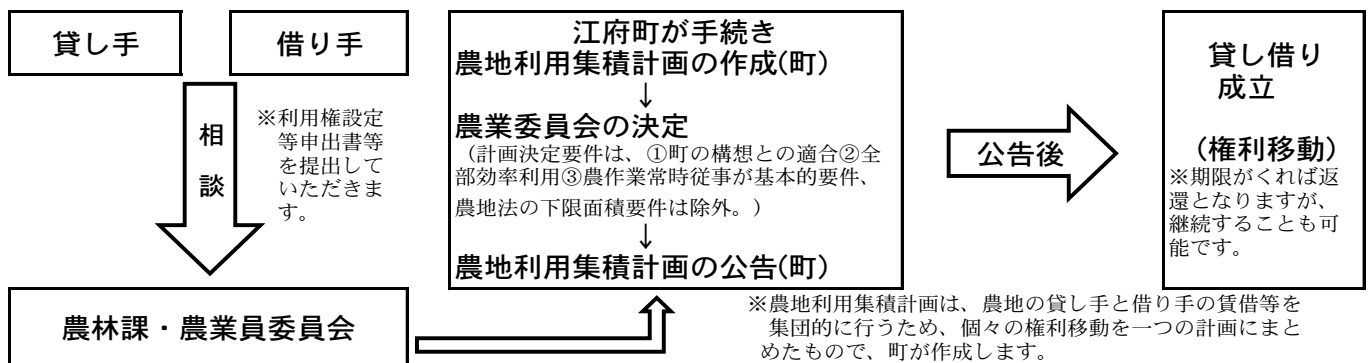 貸し手
借り手
相
談
※利用権設定
等申出書等
を提出して
いただきま
す。
農林課・農業員委員会
江府町が手続き
農地利用集積計画の作成(町)
↓
農業委員会の決定
(計画決定要件は、①町の構想との適合②全
部効率利用③農作業常時従事が基本的要件、
農地法の下限面積要件は除外。)
↓
農地利用集積計画の公告(町)
公告後
貸し借り
成立
(権利移動)
※期限がくれば返
還となりますが、
継続することも可
能です。
※農地利用集積計画は、農地の貸し手と借り手の賃借等を
集団的に行うため、個々の権利移動を一つの計画にまと
めたもので、町が作成します。